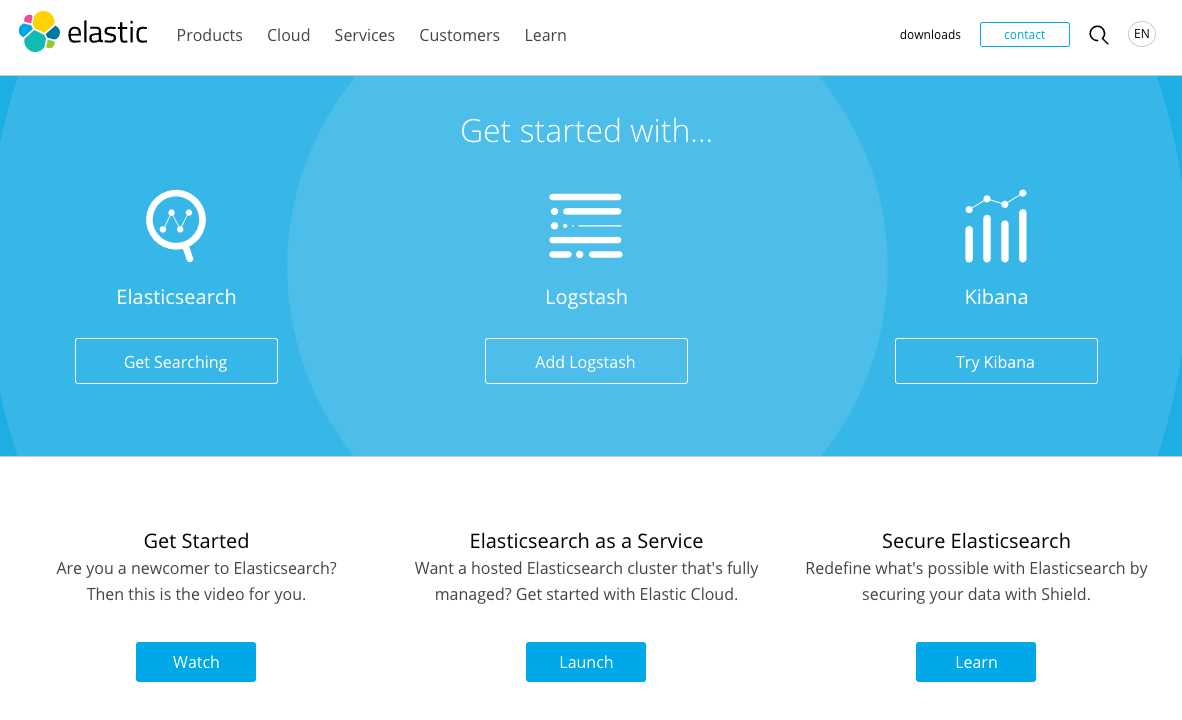 elastic Products Cloud Services Customers Learn downloads contact EN
Get started with...
Elasticsearch Logstash Kibana
Get Searching Add Logstash Try Kibana
Get Started
Are you a newcomer to Elasticsearch?
Then this is the video for you.
Watch
Elasticsearch as a Service
Want a hosted Elasticsearch cluster that's fully
managed? Get started with Elastic Cloud.
Launch
Secure Elasticsearch
Redefine what's possible with Elasticsearch by
securing your data with Shield.
Learn